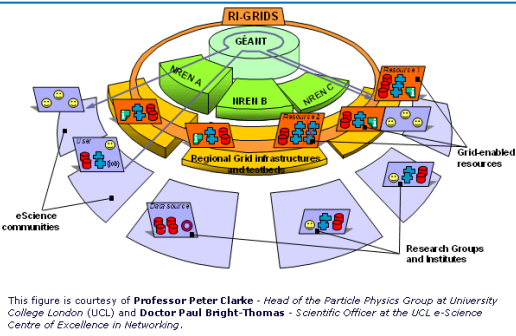 RI-GRIDS
GÉANT
NREN A
NREN B
NREN C
Resource 1
Resource 2
User
(job)
Regional Grid infrastructures
and testbeds
Grid-enabled
resources
eScience
communities
Data source
Research Groups
and Institutes
This figure is courtesy of Professor Peter Clarke - Head of the Particle Physics Group at University
College London (UCL) and Doctor Paul Bright-Thomas - Scientific Officer at the UCL e-Science
Centre of Excellence in Networking.